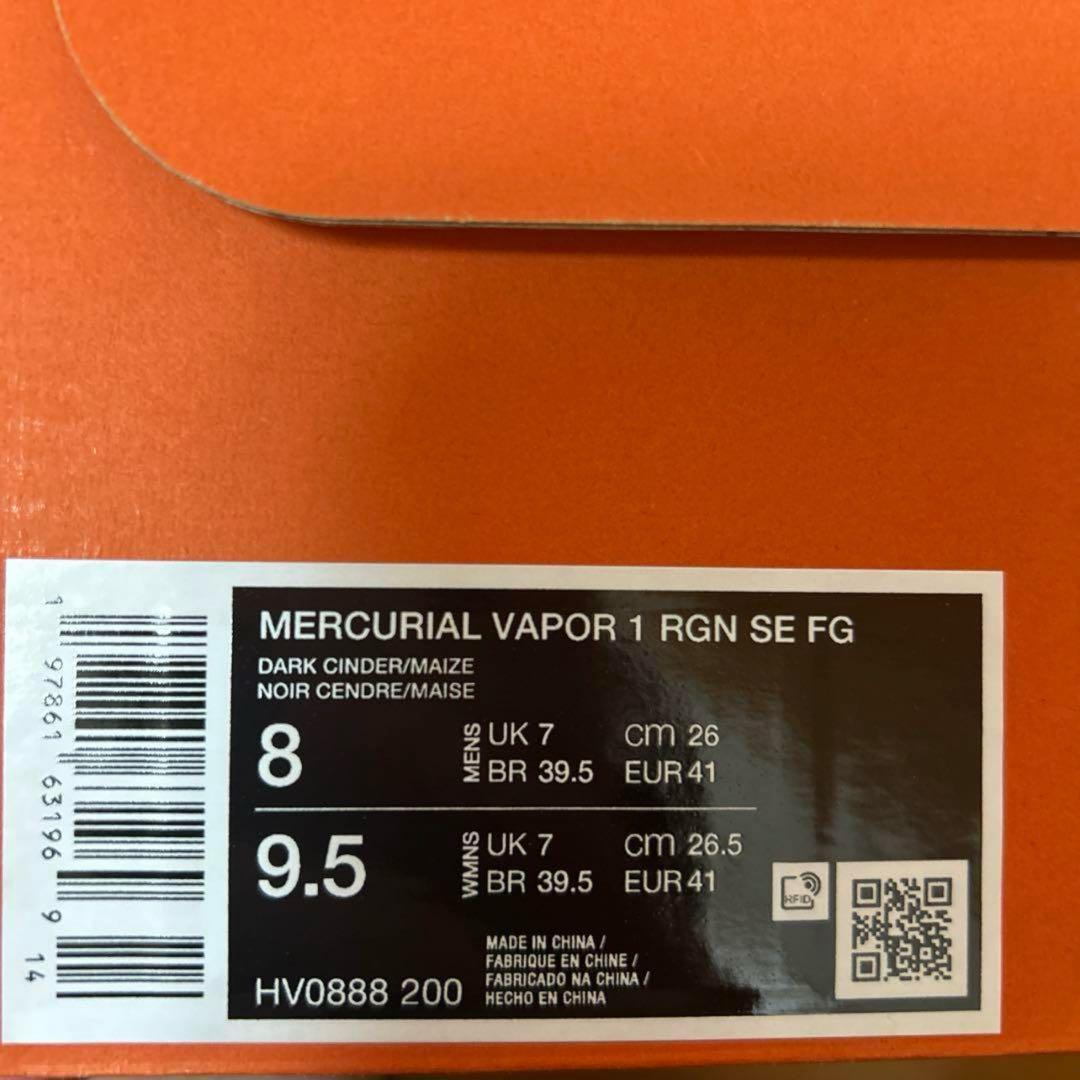 MERCURIAL VAPOR 1 RGN SE FG
DARK CINDER/MAIZE
NOIR CENDRE/MAISE
8
MENS
UK 7 cm 26
BR 39.5 EUR 41
9.5
WMNS
UK 7 cm 26.5
BR 39.5 EUR 41
RFID
HV0888 200
MADE IN CHINA /
FABRIQUE EN CHINE /
FABRICADO NA CHINA /
HECHO EN CHINA
1 97861 63196 9 14